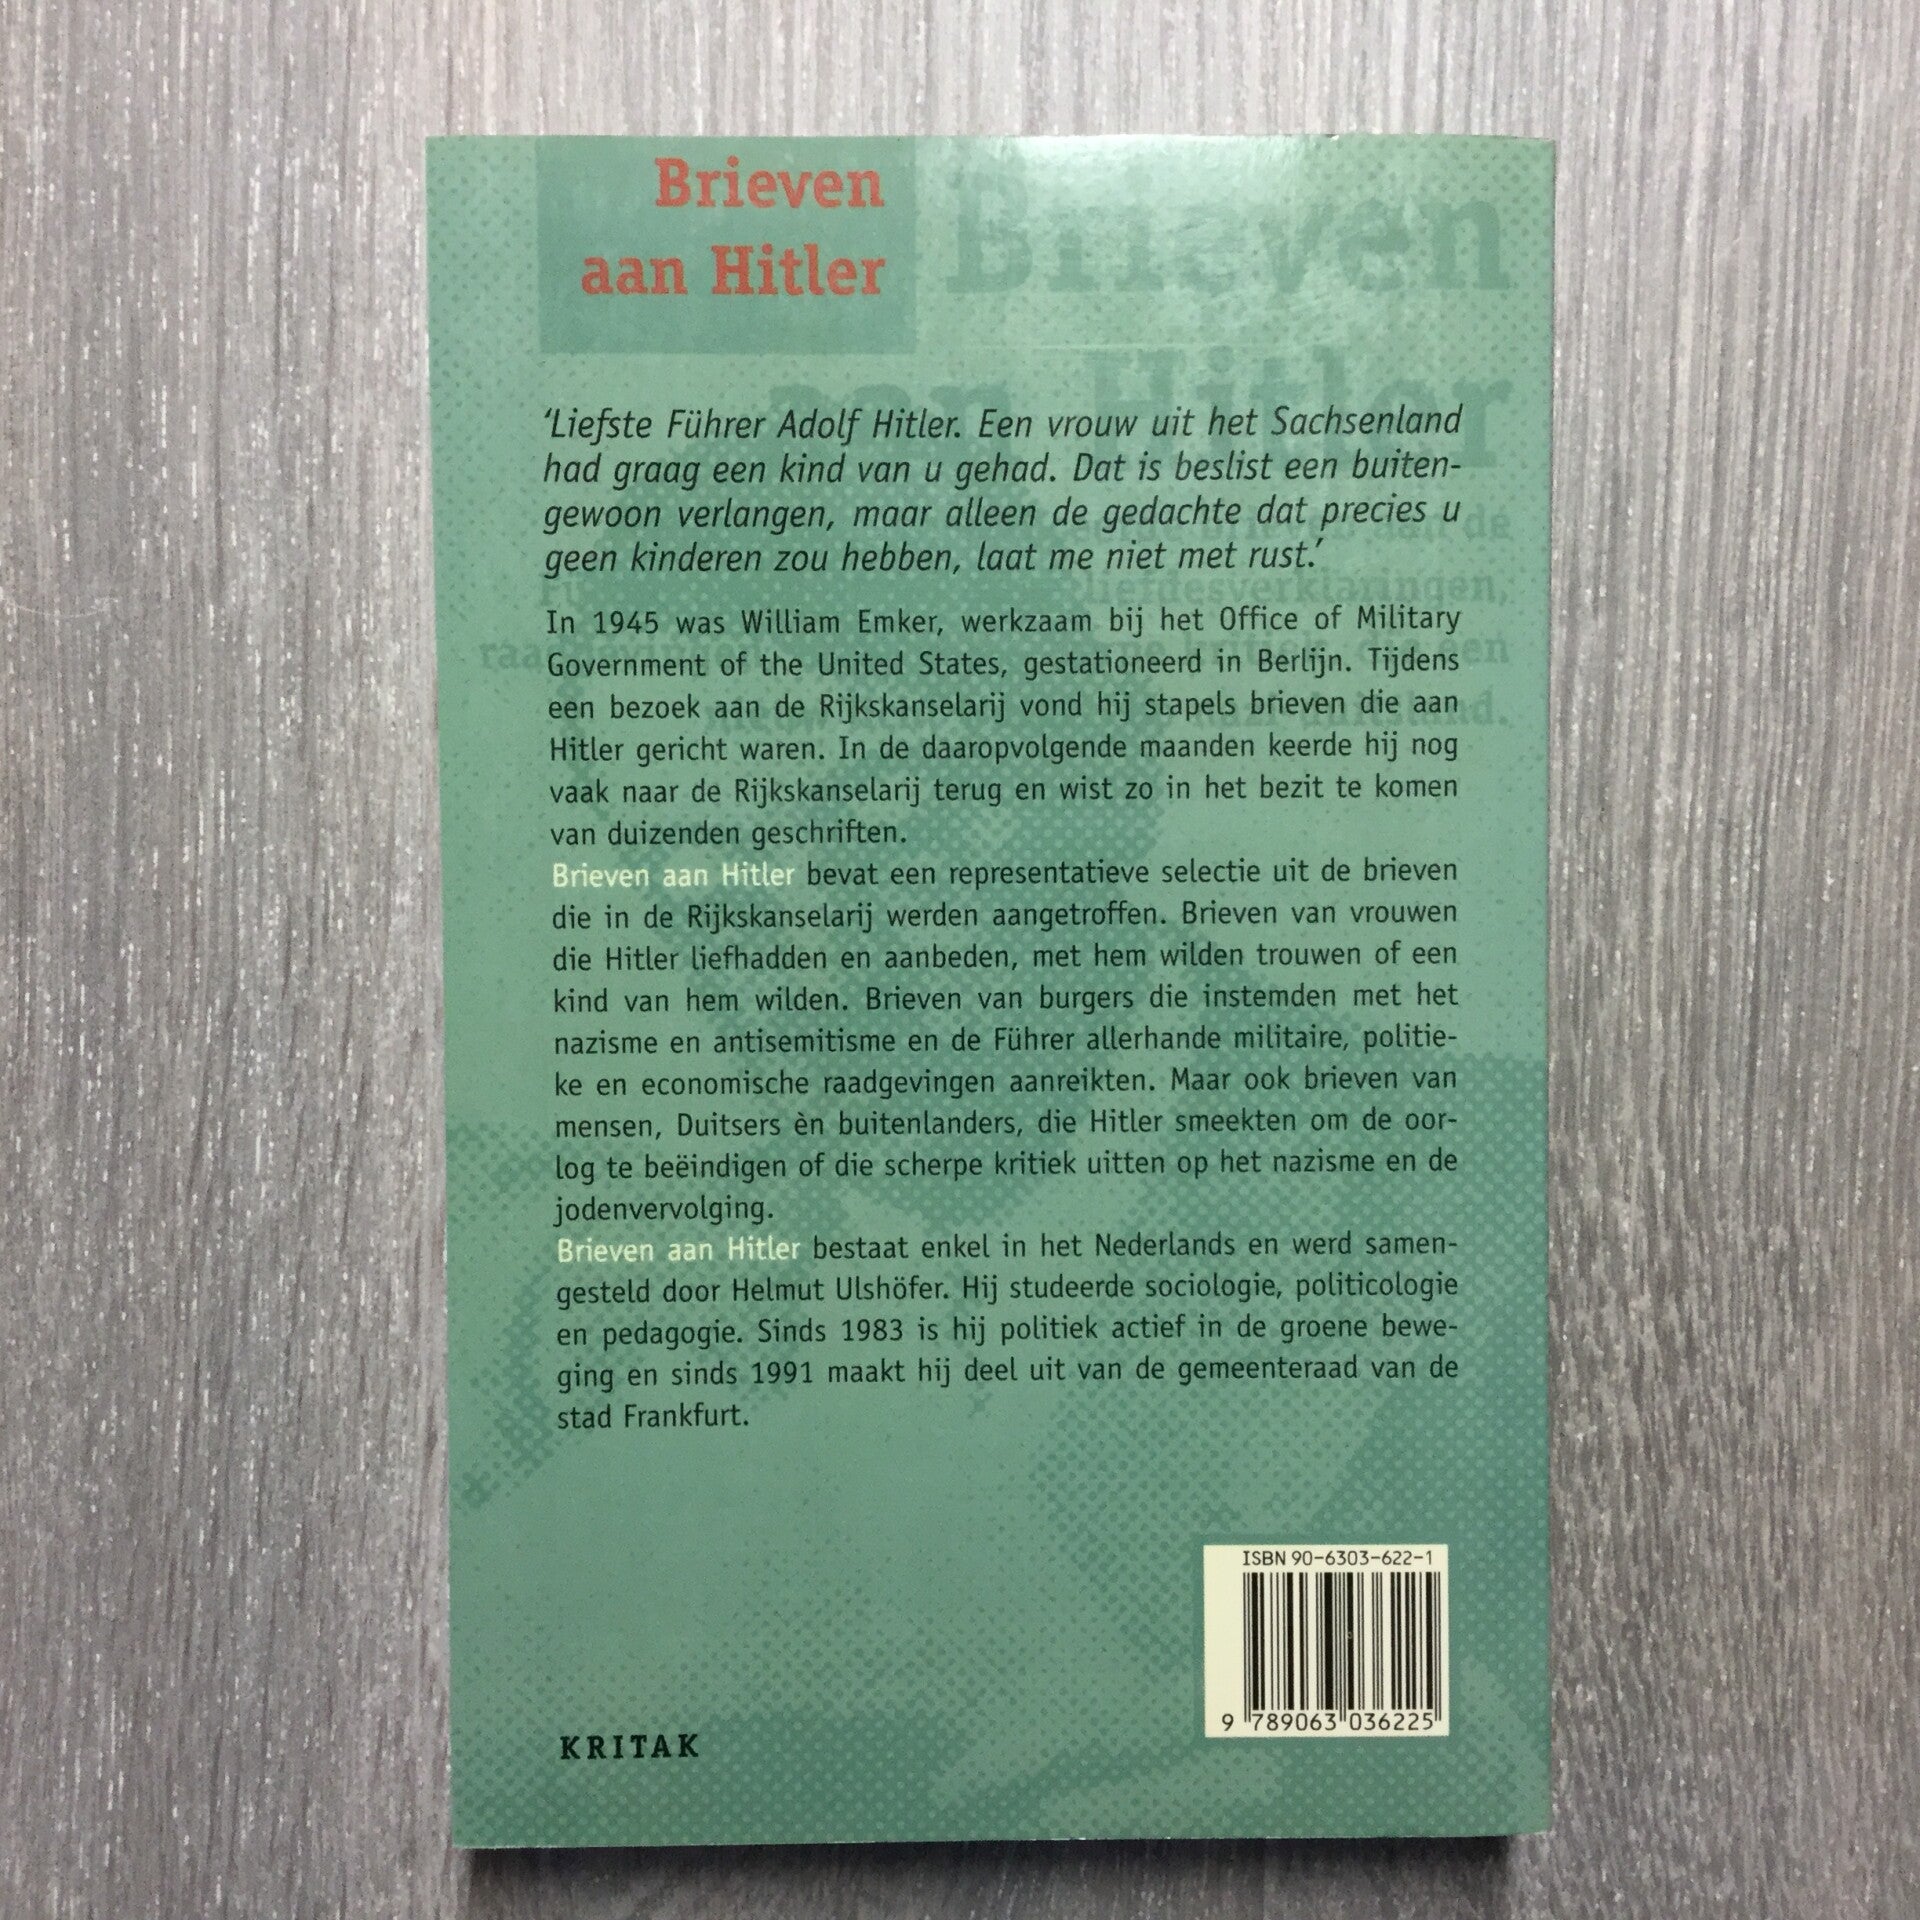 Brieven
aan Hitler
Brieven
aan Hitler
‘Liefste Führer Adolf Hitler. Een vrouw uit het Sachsenland
had graag een kind van u gehad. Dat is beslist een buiten-
gewoon verlangen, maar alleen de gedachte dat precies u
geen kinderen zou hebben, laat me niet met rust.’
liefdesverklaringen,
In 1945 was William Emker, werkzaam bij het Office of Military
Government of the United States, gestationeerd in Berlijn. Tijdens
een bezoek aan de Rijkskanselarij vond hij stapels brieven die aan
Hitler gericht waren. In de daaropvolgende maanden keerde hij nog
vaak naar de Rijkskanselarij terug en wist zo in het bezit te komen
van duizenden geschriften.
Brieven aan Hitler bevat een representatieve selectie uit de brieven
die in de Rijkskanselarij werden aangetroffen. Brieven van vrouwen
die Hitler liefhadden en aanbeden, met hem wilden trouwen of een
kind van hem wilden. Brieven van burgers die instemden met het
nazisme en antisemitisme en de Führer allerhande militaire, politie-
ke en economische raadgevingen aanreikten. Maar ook brieven van
mensen, Duitsers èn buitenlanders, die Hitler smeekten om de oor-
log te beëindigen of die scherpe kritiek uitten op het nazisme en de
jodenvervolging.
Brieven aan Hitler bestaat enkel in het Nederlands en werd samen-
gesteld door Helmut Ulshöfer. Hij studeerde sociologie, politicologie
en pedagogie. Sinds 1983 is hij politiek actief in de groene bewe-
ging en sinds 1991 maakt hij deel uit van de gemeenteraad van de
stad Frankfurt.
ISBN 90-6303-622-1
9 789063 036225
KRITAK